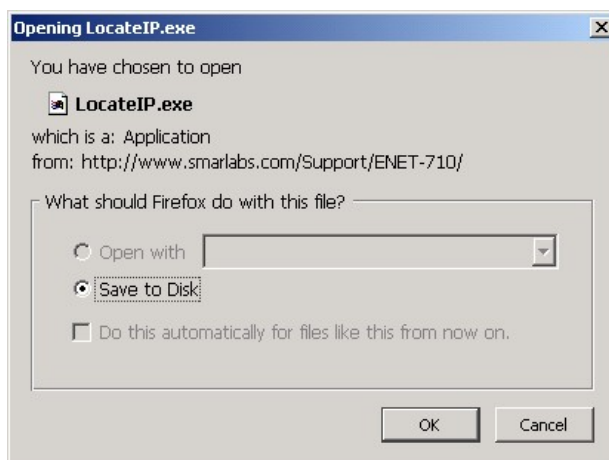 Opening LocateIP.exe
You have chosen to open
LocateIP.exe
which is a: Application
from: http://www.smarlabs.com/Support/ENET-710/
What should Firefox do with this file?
Open with
Save to Disk
Do this automatically for files like this from now on.
OK Cancel